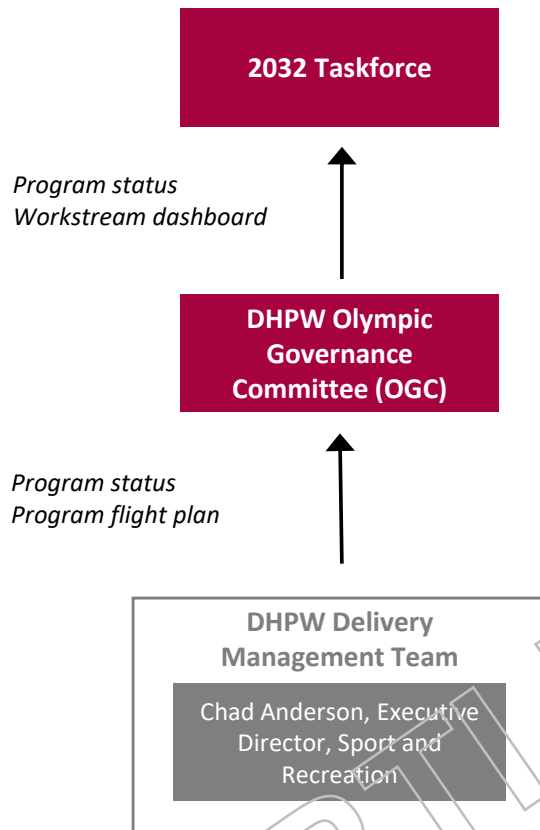 2032 Taskforce
Program status
Workstream dashboard
DHPW Olympic
Governance
Committee (OGC)
Program status
Program flight plan
DHPW Delivery
Management Team
Chad Anderson, Executive
Director, Sport and
Recreation